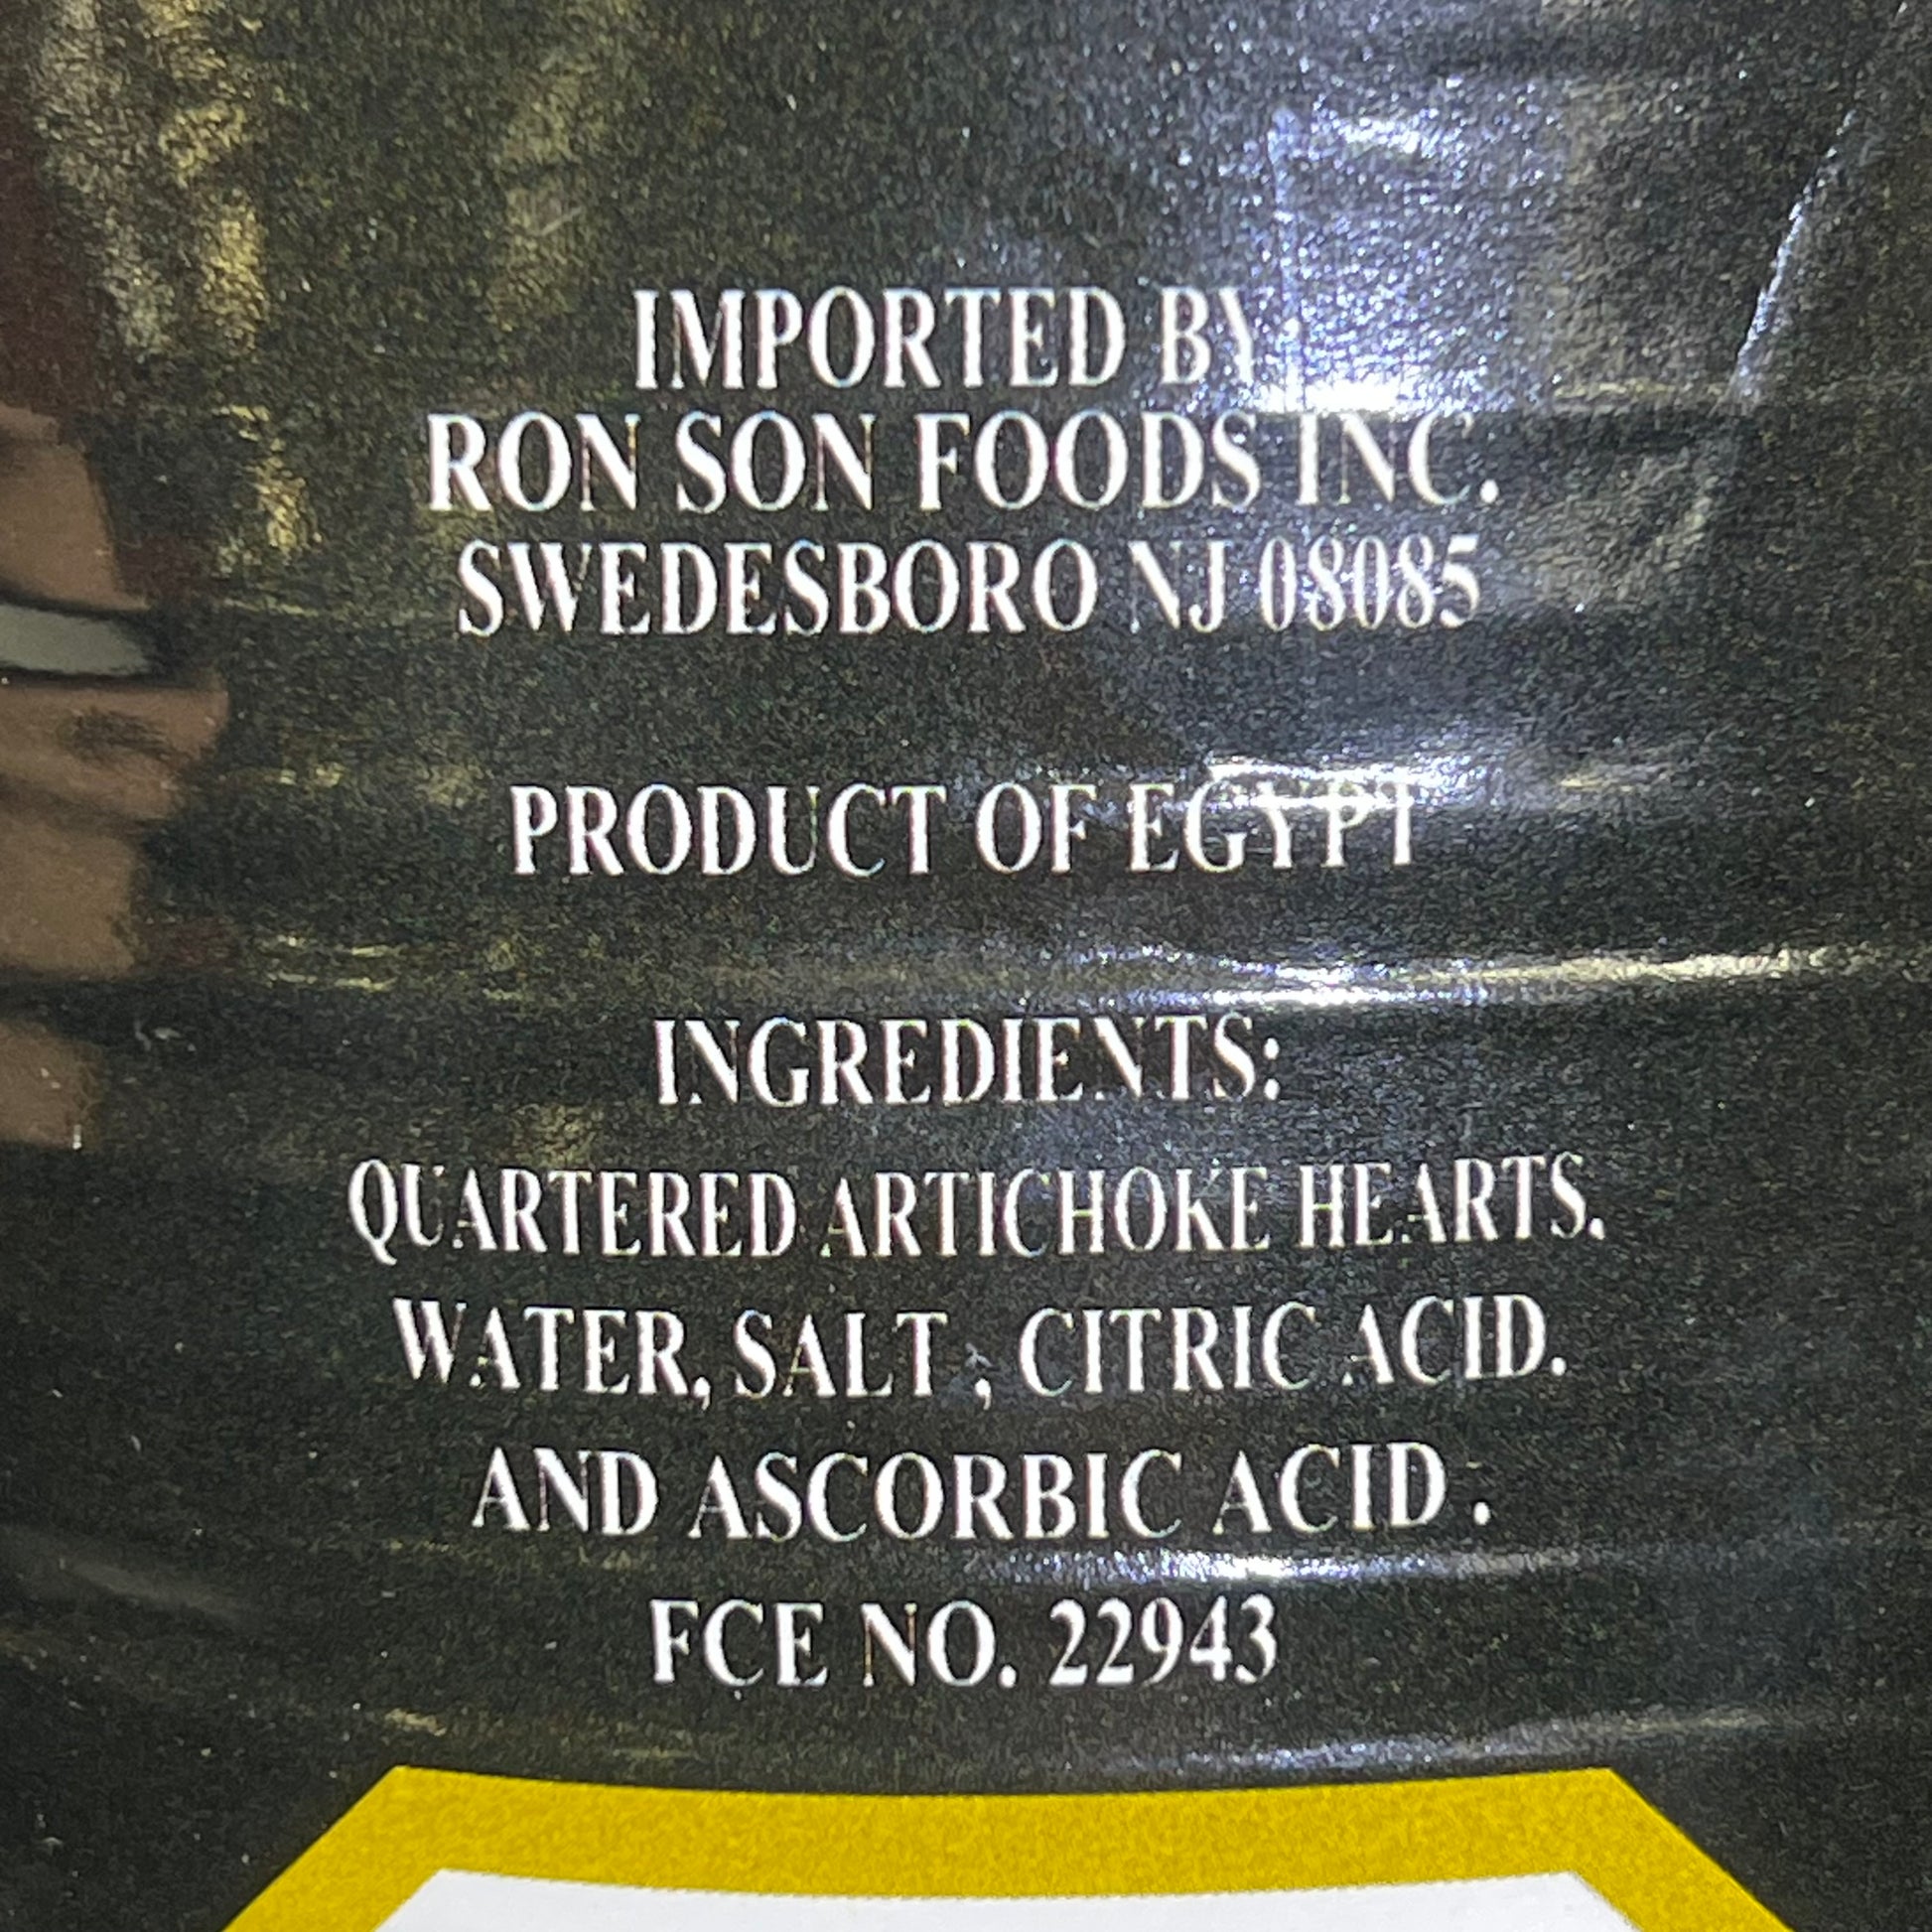 IMPORTED BY
RON SON FOODS INC.
SWEDESBORO NJ 08085
PRODUCT OF EGYPT
INGREDIENTS:
QUARTERED ARTICHOKE HEARTS.
WATER, SALT , CITRIC ACID.
AND ASCORBIC ACID .
FCE NO. 22943